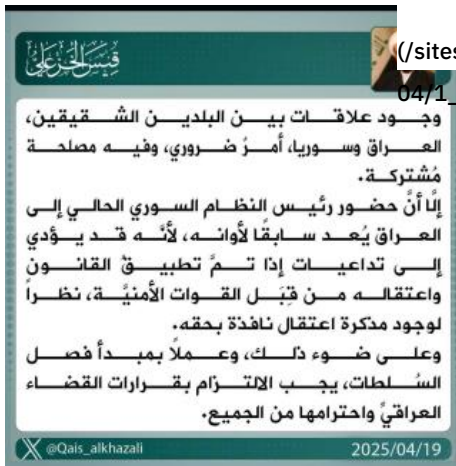 قيس الخزعلي
(/sites
04/1_
وجود علاقات بين البلدين الشقيقين،
العراق وسوريا، أمرٌ ضروري، وفيه مصلحة
مُشتركة.
إلّا أنَّ حضور رئيس النظام السوري الحالي إلى
العراق يُعد سابقًا لأوانه، لأنَّه قد يؤدي
إلى تداعيات إذا تمَّ تطبيقُ القانون
واعتقاله من قِبَل القوات الأمنيَّة، نظراً
لوجود مذكرة اعتقال نافذة بحقه.
وعلى ضوء ذلك، وعملًا بمبدأ فصل
السُلطات، يجب الالتزام بقرارات القضاء
العراقيِّ واحترامها من الجميع.
@Qais_alkhazali
2025/04/19